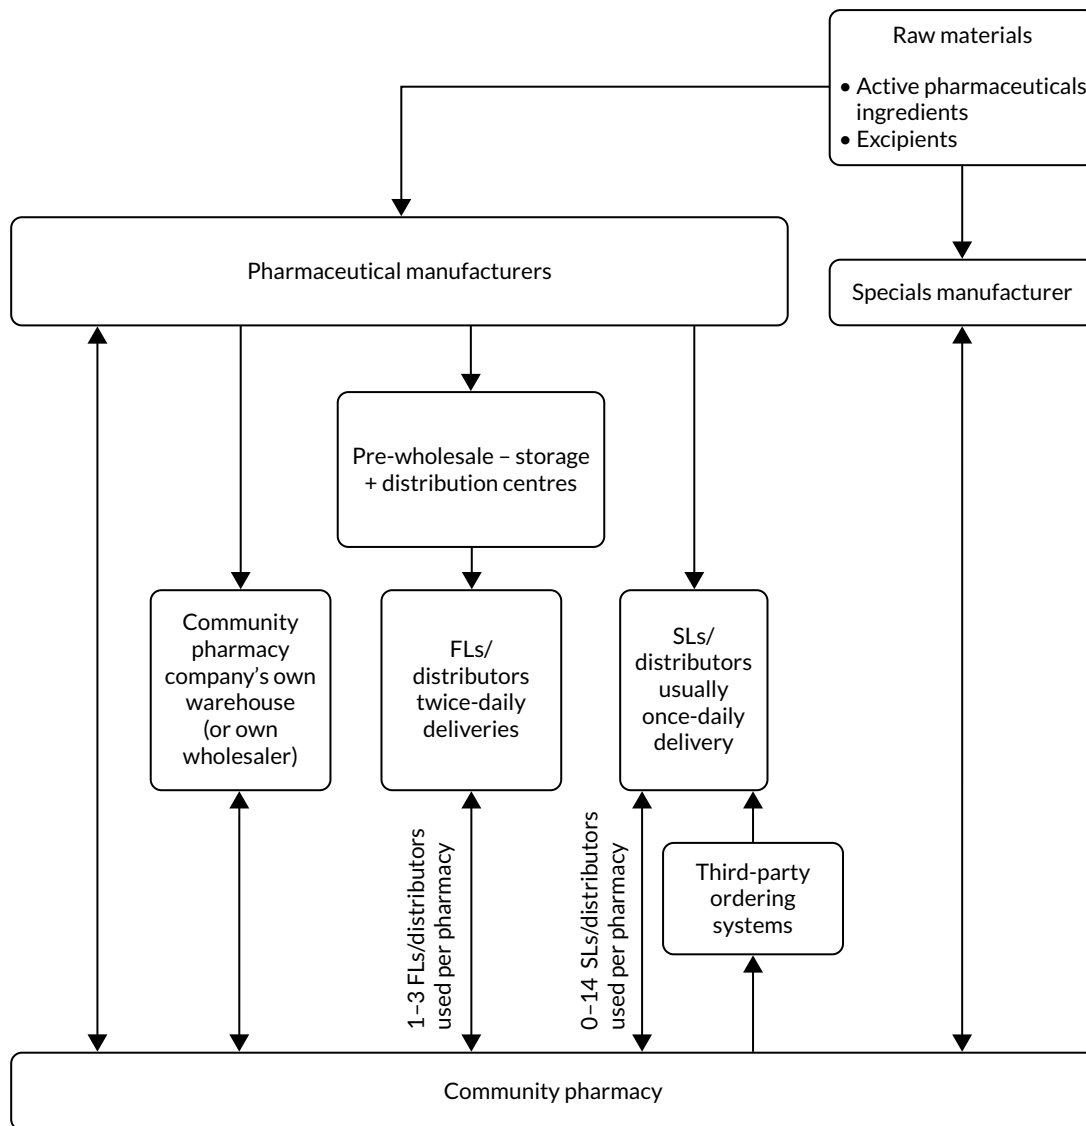 Raw materials
• Active pharmaceuticals
ingredients
• Excipients
Pharmaceutical manufacturers
Specials manufacturer
Pre-wholesale – storage
+ distribution centres
Community
pharmacy
company’s own
warehouse
(or own
wholesaler)
FLs/
distributors
twice-daily
deliveries
SLs/
distributors
usually
once-daily
delivery
1–3 FLs/distributors
used per pharmacy
0–14 SLs/distributors
used per pharmacy
Third-party
ordering
systems
Community pharmacy